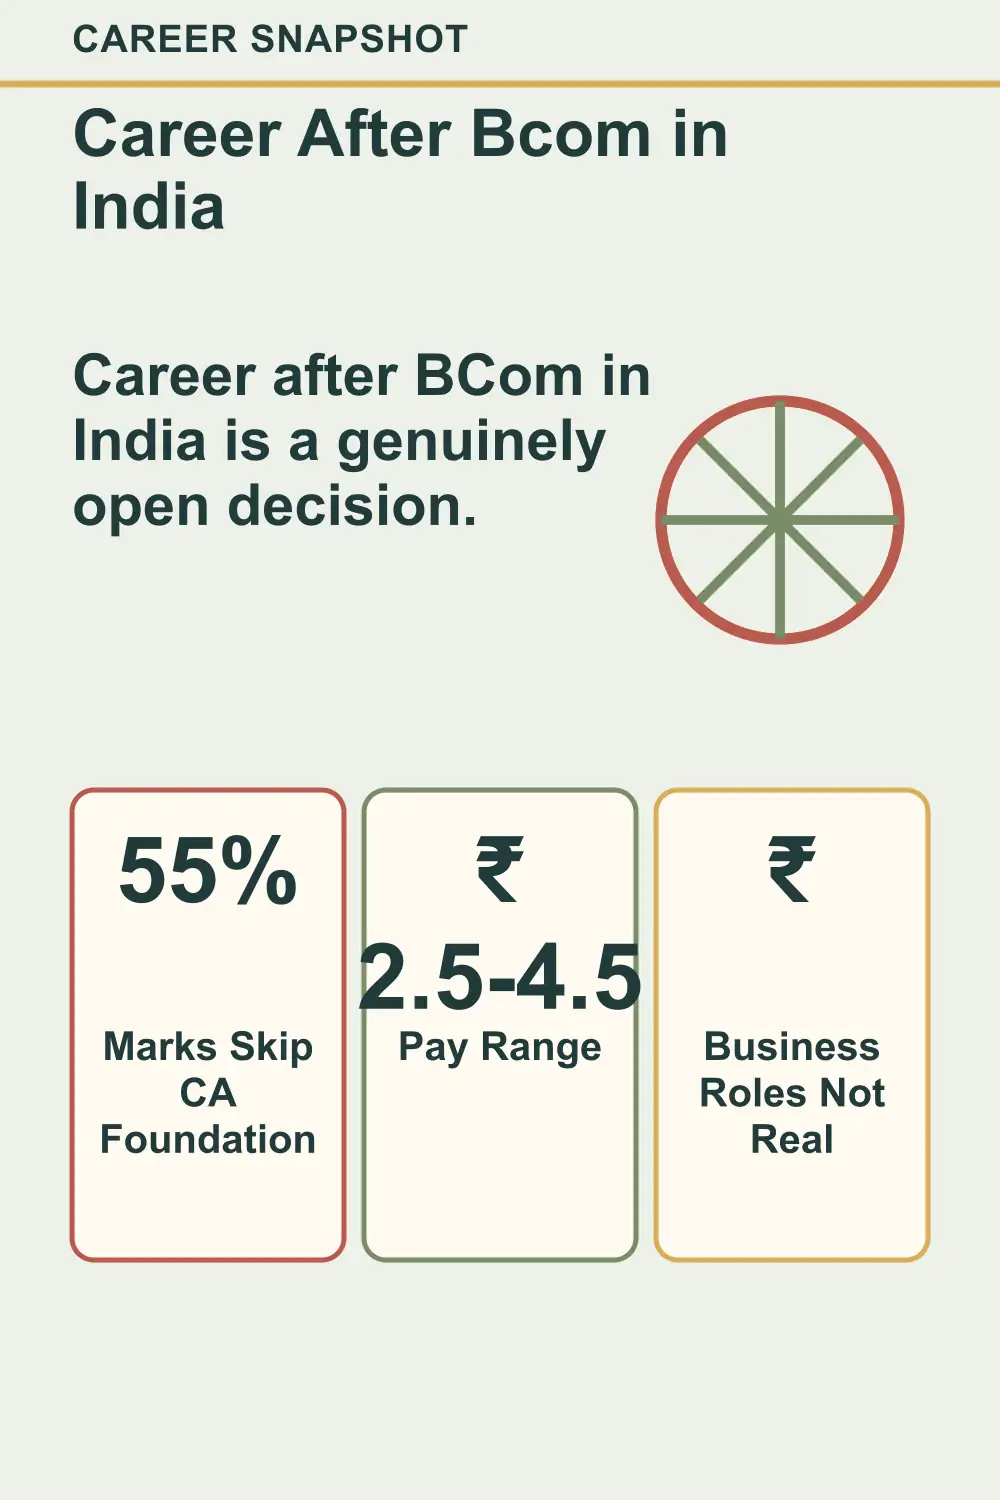 CAREER SNAPSHOT
Career After Bcom in
India
Career after BCom in
India is a genuinely
open decision.
55%
Marks Skip
CA
Foundation
₹
2.5-4.5
Pay Range
₹
Business
Roles Not
Real